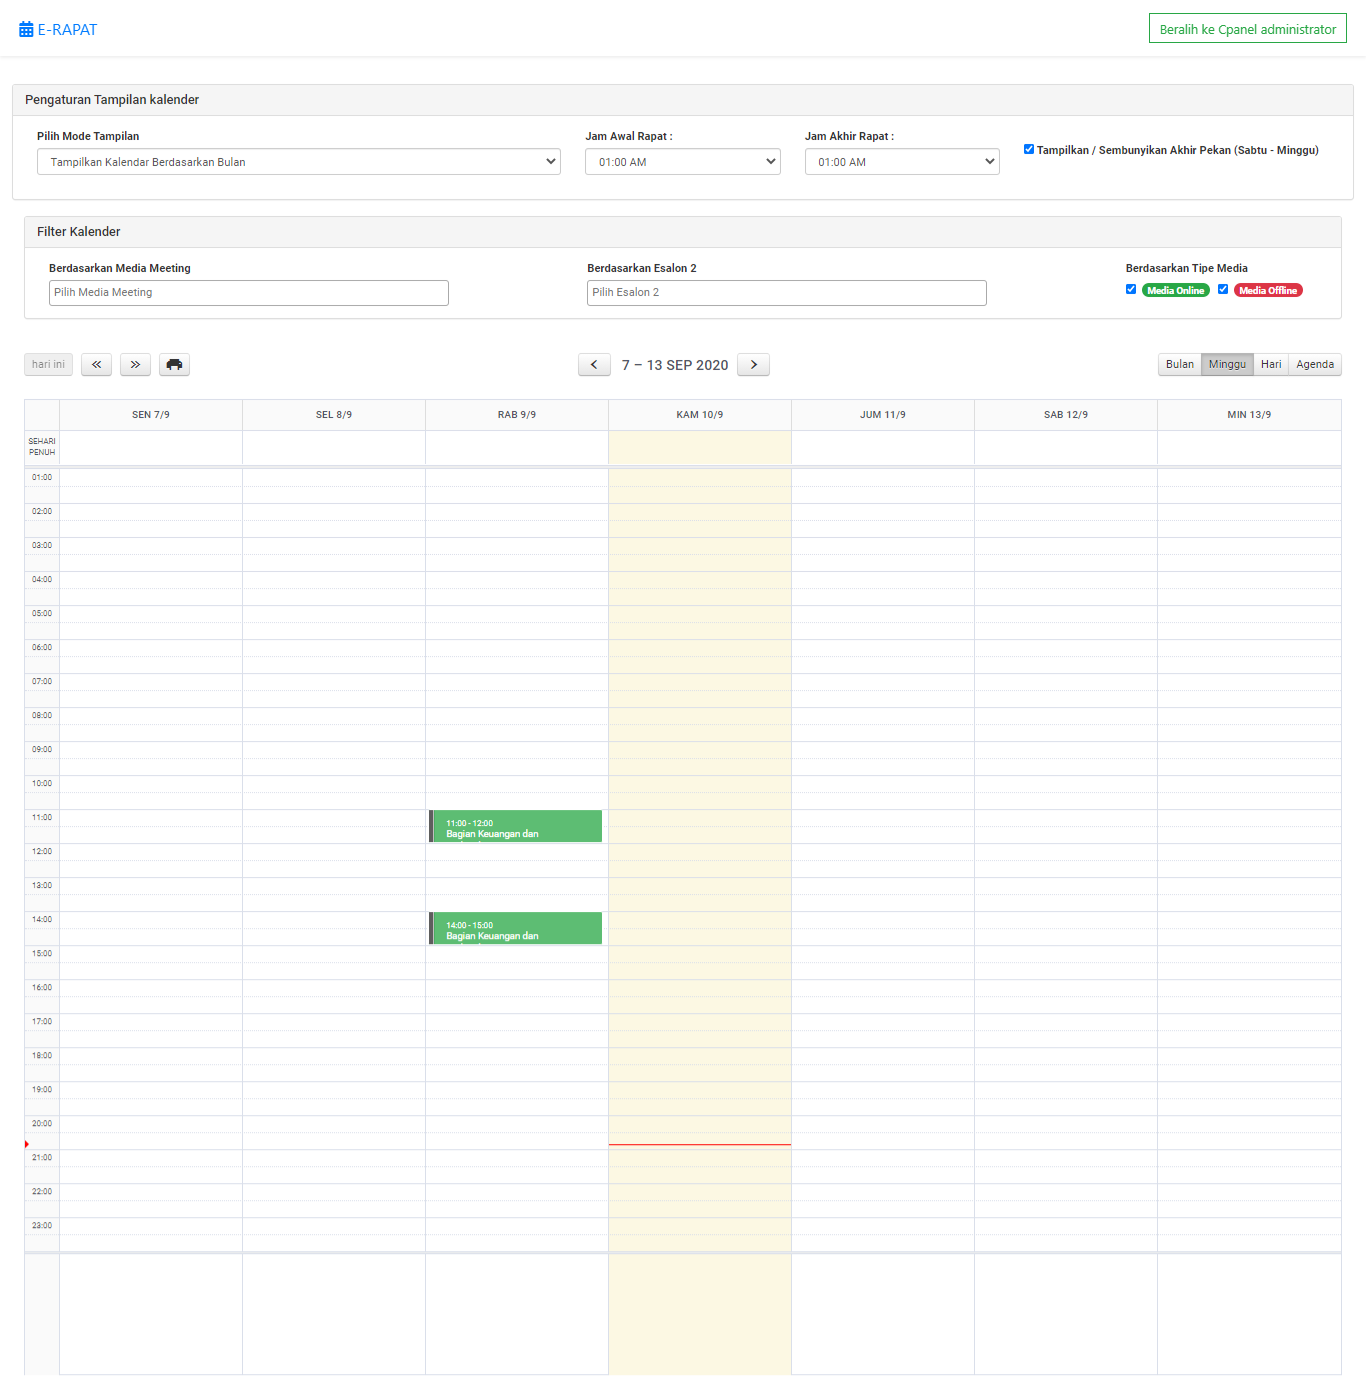 E-RAPAT
Beralih ke Cpanel administrator
Pengaturan Tampilan kalender
Pilih Mode Tampilan
Jam Awal Rapat :
Jam Akhir Rapat :
Tampilkan Kalendar Berdasarkan Bulan
01:00 AM
01:00 AM
Tampilkan / Sembunyikan Akhir Pekan (Sabtu - Minggu)
Filter Kalender
Berdasarkan Media Meeting
Berdasarkan Esalon 2
Berdasarkan Tipe Media
Pilih Media Meeting
Pilih Esalon 2
Media Online
Media Offline
hari ini
7 – 13 SEP 2020
Bulan
Minggu
Hari
Agenda
SEN 7/9
SEL 8/9
RAB 9/9
KAM 10/9
JUM 11/9
SAB 12/9
MIN 13/9
SEHARI
PENUH
01:00
02:00
03:00
04:00
05:00
06:00
07:00
08:00
09:00
10:00
11:00
11:00 - 12:00
Bagian Keuangan dan
12:00
13:00
14:00
14:00 - 15:00
Bagian Keuangan dan
15:00
16:00
17:00
18:00
19:00
20:00
21:00
22:00
23:00